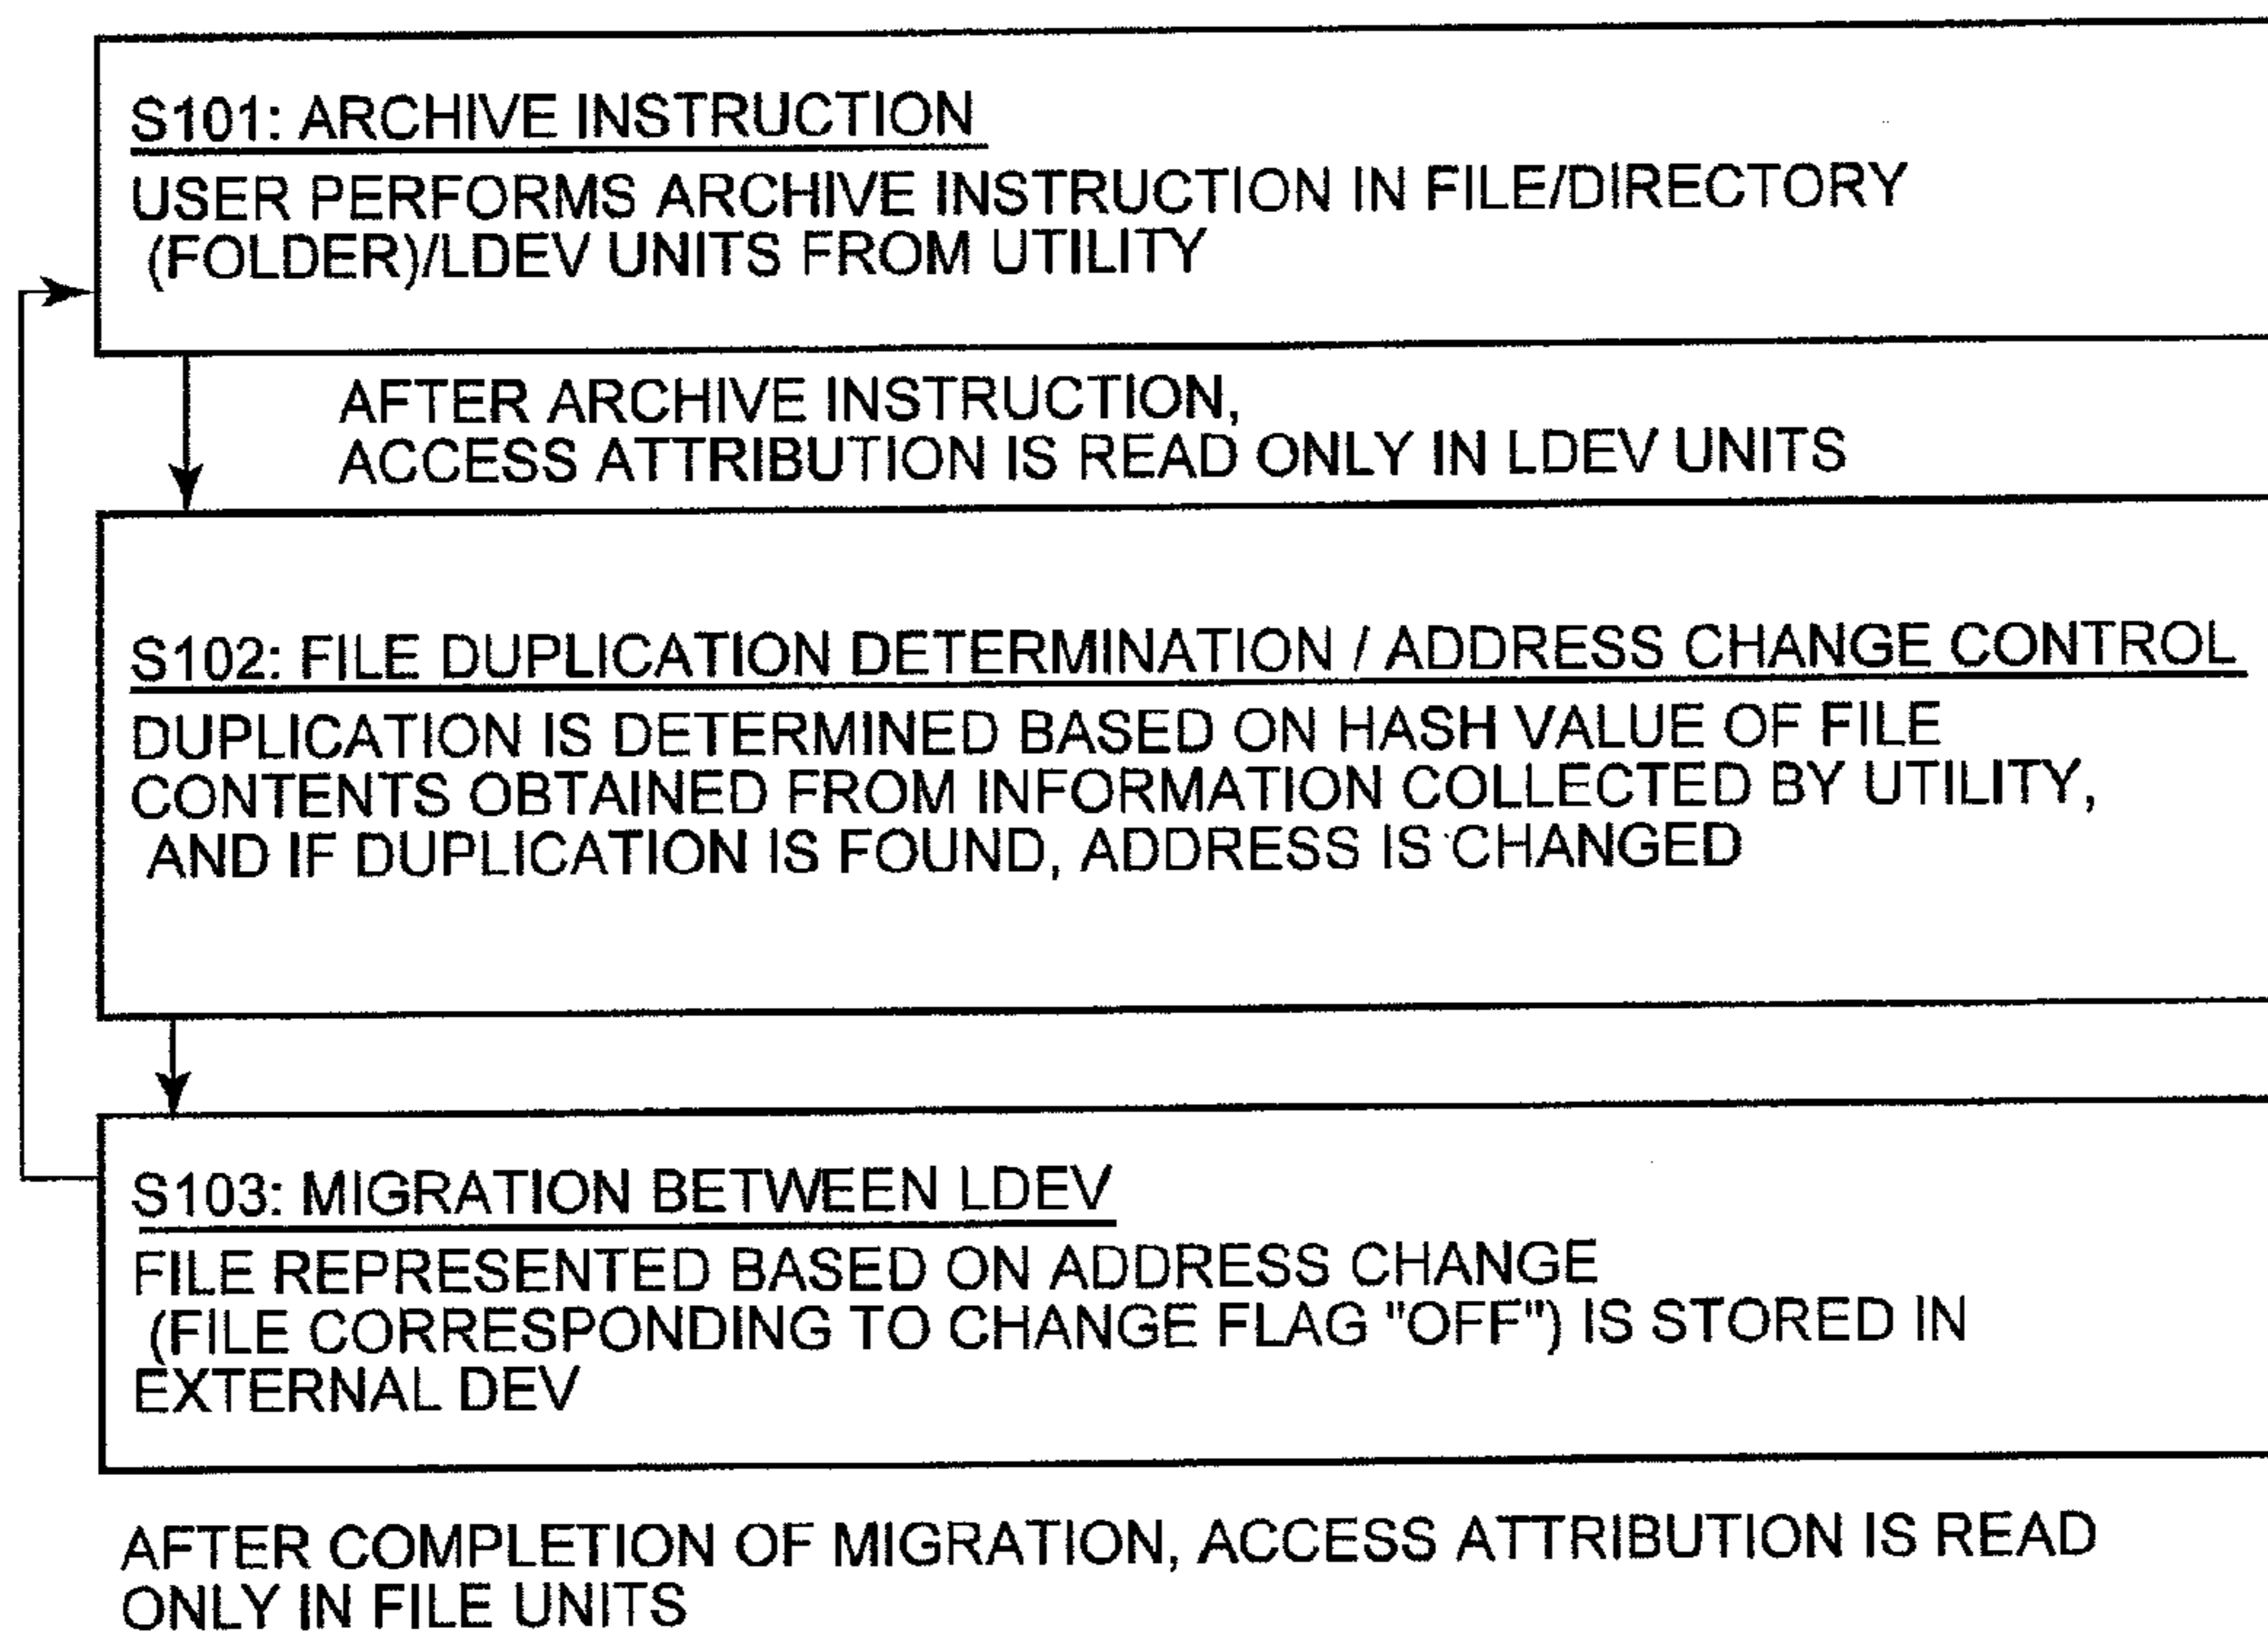 S101: ARCHIVE INSTRUCTION
USER PERFORMS ARCHIVE INSTRUCTION IN FILE/DIRECTORY
(FOLDER)/LDEV UNITS FROM UTILITY
AFTER ARCHIVE INSTRUCTION,
ACCESS ATTRIBUTION IS READ ONLY IN LDEV UNITS
S102: FILE DUPLICATION DETERMINATION / ADDRESS CHANGE CONTROL
DUPLICATION IS DETERMINED BASED ON HASH VALUE OF FILE
CONTENTS OBTAINED FROM INFORMATION COLLECTED BY UTILITY,
AND IF DUPLICATION IS FOUND, ADDRESS IS CHANGED
S103: MIGRATION BETWEEN LDEV
FILE REPRESENTED BASED ON ADDRESS CHANGE
(FILE CORRESPONDING TO CHANGE FLAG "OFF") IS STORED IN
EXTERNAL DEV
AFTER COMPLETION OF MIGRATION, ACCESS ATTRIBUTION IS READ
ONLY IN FILE UNITS